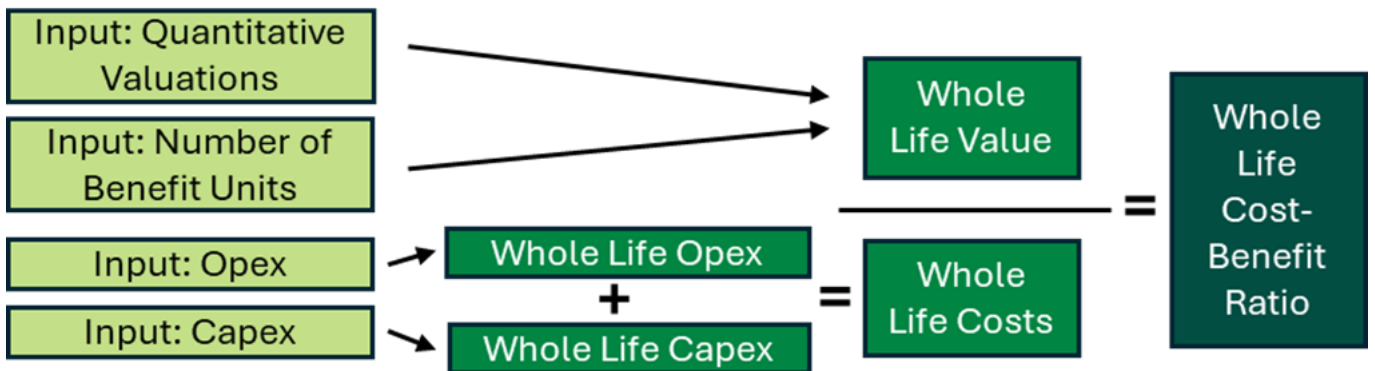 Input: Quantitative
Valuations
Input: Number of
Benefit Units
Input: Opex
Input: Capex
Whole Life Opex
+
Whole Life Capex
=
Whole
Life Value
Whole
Life Costs
=
Whole
Life
Cost-
Benefit
Ratio